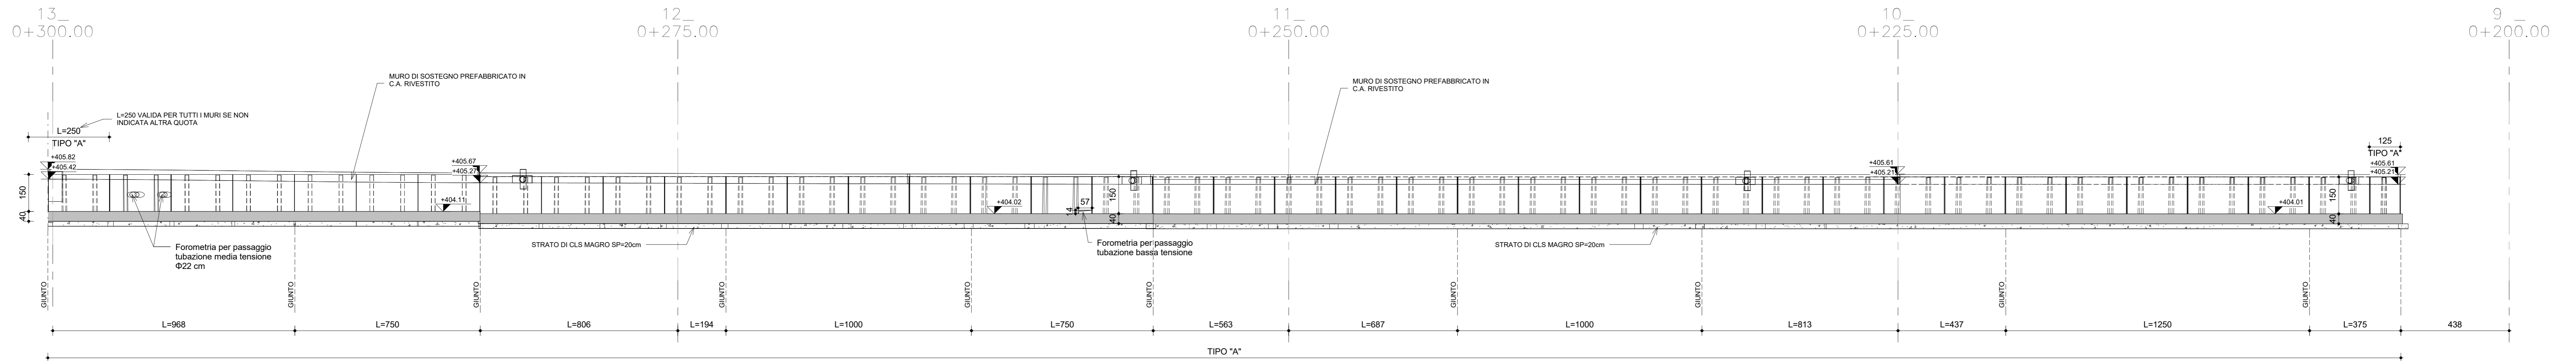 13_
0+300.00
12_
0+275.00
11_
0+250.00
10_
0+225.00
9 _
0+200.00
MURO DI SOSTEGNO PREFABBRICATO IN
C.A. RIVESTITO
MURO DI SOSTEGNO PREFABBRICATO IN
C.A. RIVESTITO
L=250 VALIDA PER TUTTI I MURI SE NON
INDICATA ALTRA QUOTA
L=250
TIPO "A"
125
TIPO "A"
+405.82
+405.42
+405.67
+405.27
+405.61
+405.21
+405.61
+405.21
150
40
+404.11
+404.02
14
57
150
40
+404.01
150
40
Forometria per passaggio
tubazione media tensione
Φ22 cm
STRATO DI CLS MAGRO SP=20cm
Forometria per passaggio
tubazione bassa tensione
STRATO DI CLS MAGRO SP=20cm
GIUNTO
GIUNTO
GIUNTO
GIUNTO
GIUNTO
GIUNTO
GIUNTO
GIUNTO
GIUNTO
GIUNTO
GIUNTO
L=968
L=750
L=806
L=194
L=1000
L=750
L=563
L=687
L=1000
L=813
L=437
L=1250
L=375
438
TIPO "A"